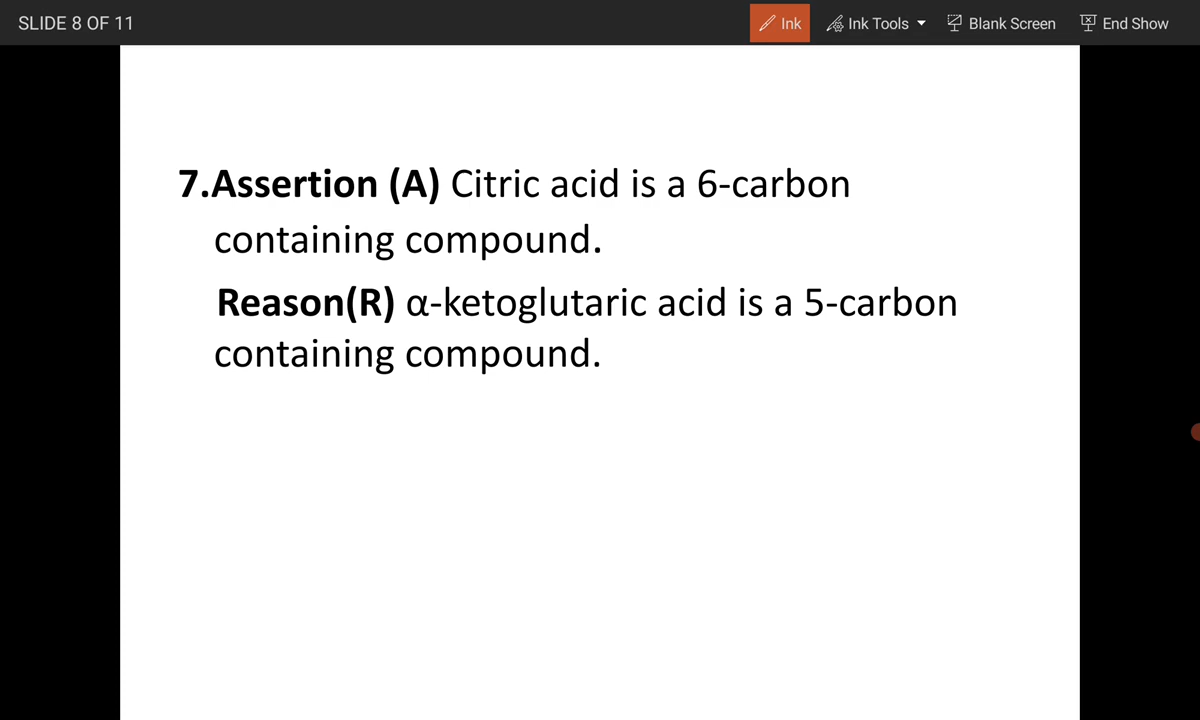 SLIDE 8 OF 11
Ink
Ink Tools
Blank Screen
End Show
7.Assertion (A) Citric acid is a 6-carbon
containing compound.
Reason(R) α-ketoglutaric acid is a 5-carbon
containing compound.